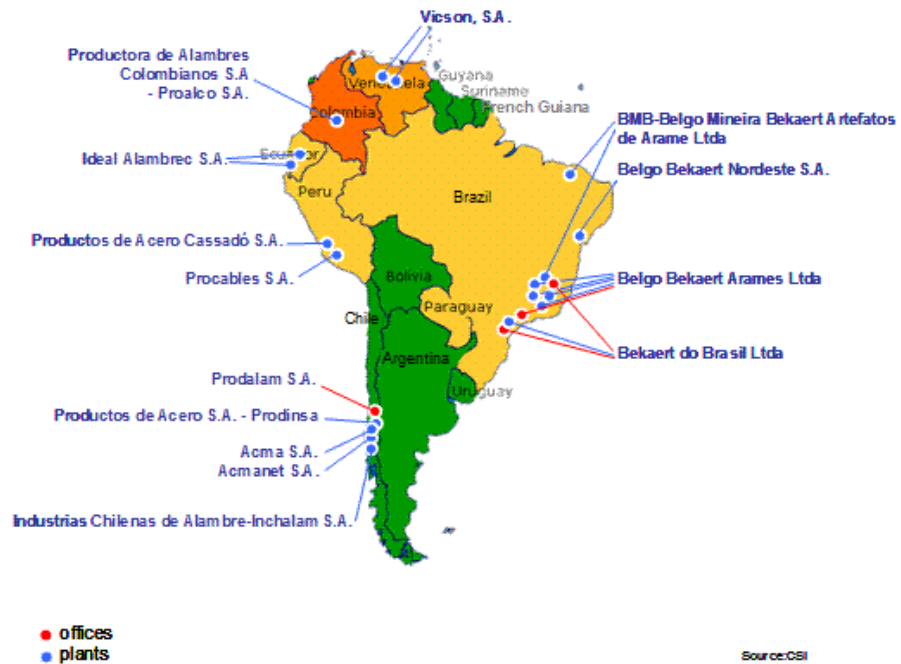 Vicson, S.A.
Productora de Alambres
Colombianos S.A
- Proalco S.A.
Guyana
Suriname
French Guiana
Venezuela
Colombia
BMB-Belgo Mineira Bekaert Artefatos
de Arame Ltda
Ideal Alambrec S.A.
Ecuador
Belgo Bekaert Nordeste S.A.
Peru
Brazil
Productos de Acero Cassadó S.A.
Procables S.A.
Bolivia
Belgo Bekaert Arames Ltda
Paraguay
Chile
Bekaert do Brasil Ltda
Argentina
Prodalam S.A.
Uruguay
Productos de Acero S.A. - Prodinsa
Acma S.A.
Acmanet S.A.
Industrias Chilenas de Alambre-Inchalam S.A.
offices
plants
Source:CSI